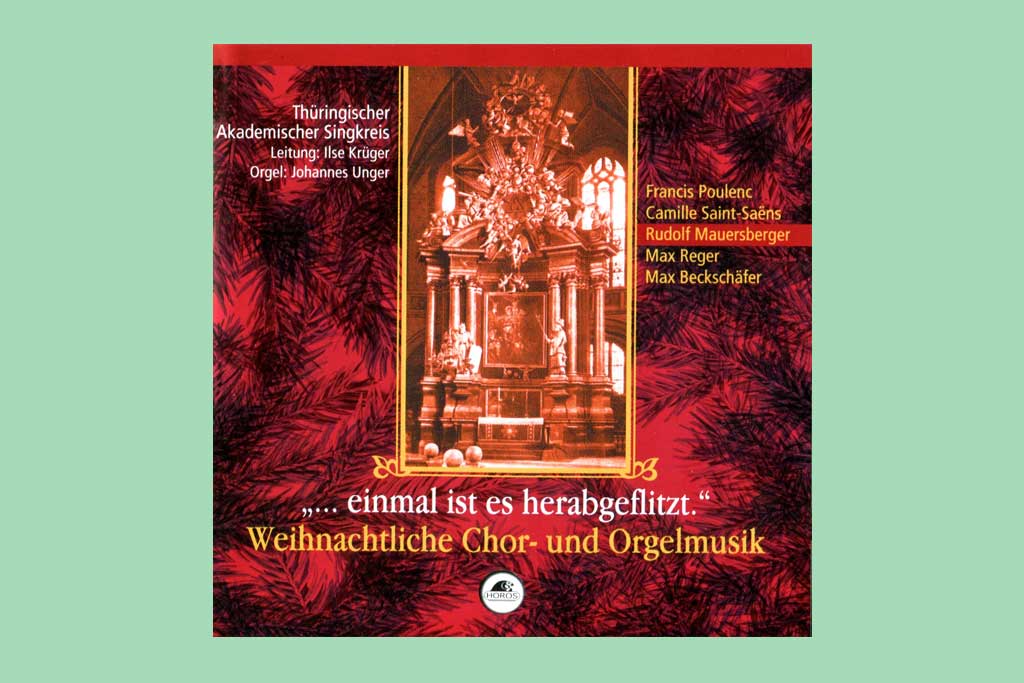 Thüringischer
Akademischer Singkreis
Leitung: Ilse Krüger
Orgel: Johannes Unger
Francis Poulenc
Camille Saint-Saëns
Rudolf Mauersberger
Max Reger
Max Beckschäfer
„... einmal ist es herabgeflitzt.“
Weihnachtliche Chor- und Orgelmusik
HOROS